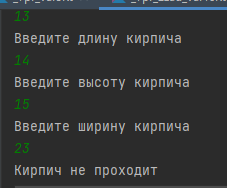 13
Введите длину кирпича
14
Введите высоту кирпича
15
Введите ширину кирпича
23
Кирпич не проходит